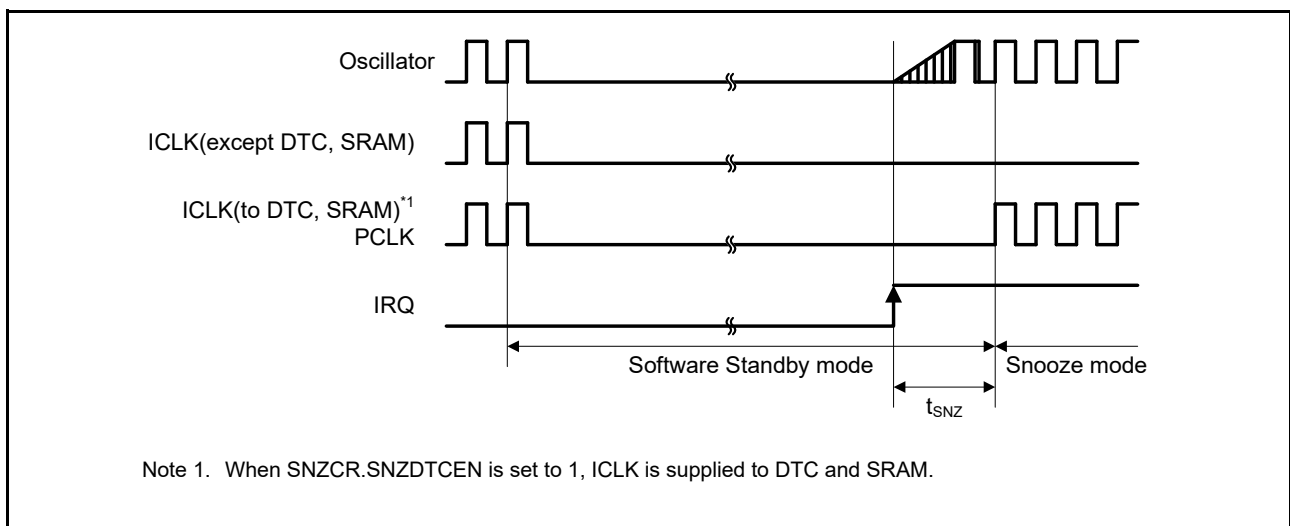 Oscillator
ICLK(except DTC, SRAM)
ICLK(to DTC, SRAM)*1
PCLK
IRQ
Software Standby mode
Snooze mode
tSNZ
Note 1. When SNZCR.SNZDTCEN is set to 1, ICLK is supplied to DTC and SRAM.